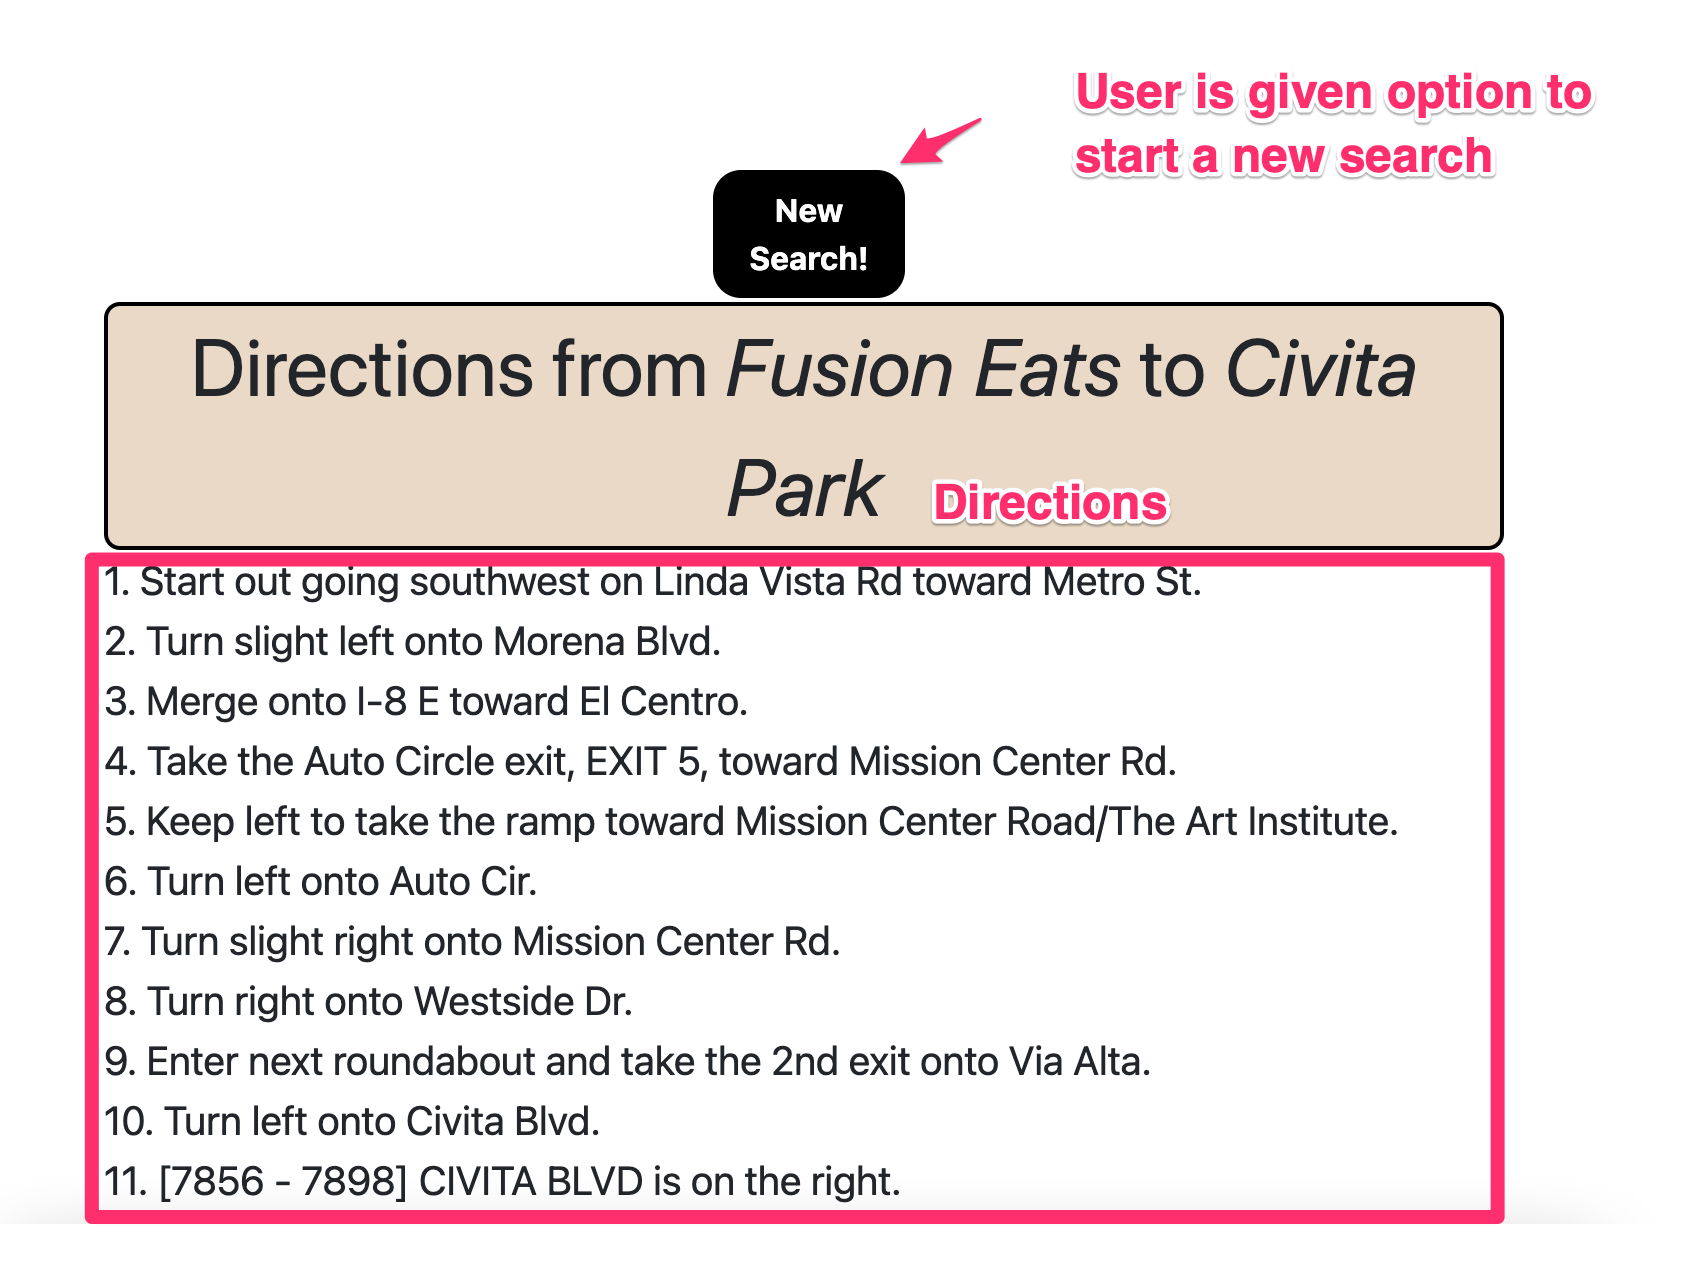 User is given option to
start a new search
New
Search!
Directions from Fusion Eats to Civita
Park
Directions
1. Start out going southwest on Linda Vista Rd toward Metro St.
2. Turn slight left onto Morena Blvd.
3. Merge onto I-8 E toward El Centro.
4. Take the Auto Circle exit, EXIT 5, toward Mission Center Rd.
5. Keep left to take the ramp toward Mission Center Road/The Art Institute.
6. Turn left onto Auto Cir.
7. Turn slight right onto Mission Center Rd.
8. Turn right onto Westside Dr.
9. Enter next roundabout and take the 2nd exit onto Via Alta.
10. Turn left onto Civita Blvd.
11. [7856 - 7898] CIVITA BLVD is on the right.